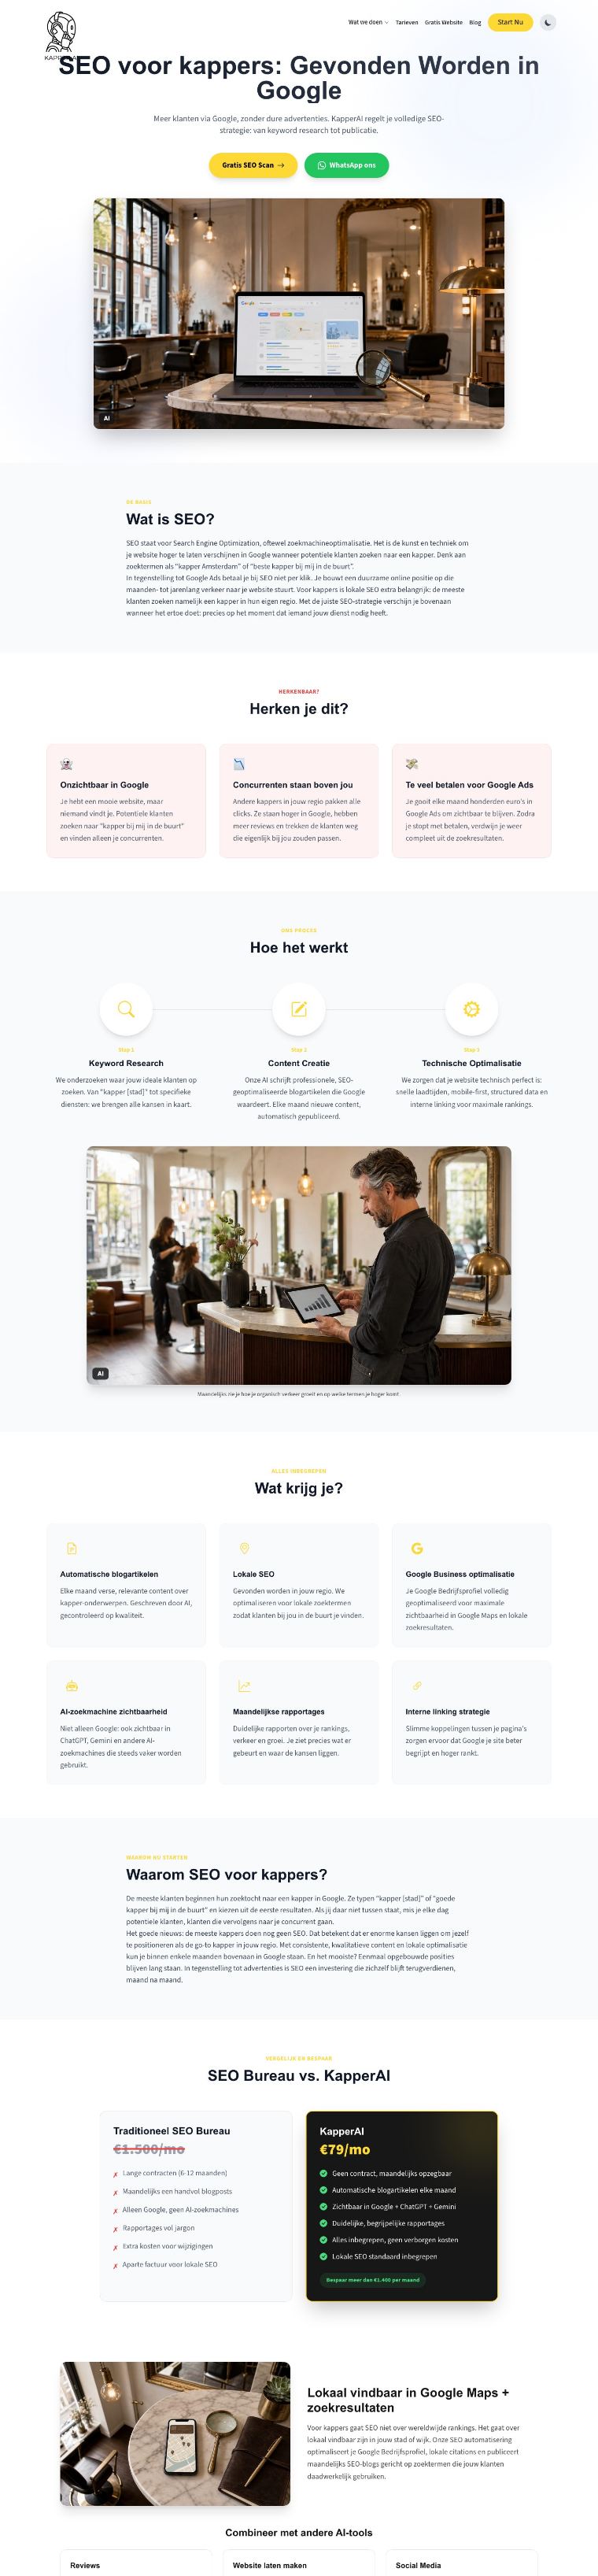 Wat we doen
Tarieven
Gratis Website
Blog
Start Nu
SEO voor kappers: Gevonden Worden in
Google
Meer klanten via Google, zonder dure advertenties. KapperAI regelt je volledige SEO-
strategie: van keyword research tot publicatie.
Gratis SEO Scan →
WhatsApp ons
Google
AI
DE BASIS
Wat is SEO?
SEO staat voor Search Engine Optimization, oftewel zoekmachineoptimalisatie. Het is de kunst en techniek om
je website hoger te laten verschijnen in Google wanneer potentiele klanten zoeken naar een kapper. Denk aan
zoektermen als "kapper Amsterdam" of "beste kapper bij mij in de buurt".
In tegenstelling tot Google Ads betaal je bij SEO niet per klik. Je bouwt een duurzame online positie op die
maanden- tot jarenlang verkeer naar je website stuurt. Voor kappers is lokale SEO extra belangrijk: de meeste
klanten zoeken namelijk een kapper in hun eigen regio. Met de juiste SEO-strategie verschijn je bovenaan
wanneer het ertoe doet: precies op het moment dat iemand jouw dienst nodig heeft.
HERKENBAAR?
Herken je dit?
Onzichtbaar in Google
Je hebt een mooie website, maar
niemand vindt je. Potentiele klanten
zoeken naar "kapper bij mij in de buurt"
en vinden alleen je concurrenten.
Concurrenten staan boven jou
Andere kappers in jouw regio pakken alle
clicks. Ze staan hoger in Google, hebben
meer reviews en trekken de klanten weg
die eigenlijk bij jou zouden passen.
Te veel betalen voor Google Ads
Je gooit elke maand honderden euro's in
Google Ads om zichtbaar te blijven. Zodra
je stopt met betalen, verdwijn je weer
compleet uit de zoekresultaten.
ONS PROCES
Hoe het werkt
Stap 1
Keyword Research
We onderzoeken waar jouw ideale klanten op
zoeken. Van "kapper [stad]" tot specifieke
diensten: we brengen alle kansen in kaart.
Stap 2
Content Creatie
Onze AI schrijft professionele, SEO-
geoptimaliseerde blogartikelen die Google
waardeert. Elke maand nieuwe content,
automatisch gepubliceerd.
Stap 3
Technische Optimalisatie
We zorgen dat je website technisch perfect is:
snelle laadtijden, mobile-first, structured data en
interne linking voor maximale rankings.
AI
Maandelijks zie je hoe je organisch verkeer groeit en op welke termen je hoger komt
ALLES INBEGREPEN
Wat krijg je?
Automatische blogartikelen
Elke maand verse, relevante content over
kapper-onderwerpen. Geschreven door AI,
gecontroleerd op kwaliteit.
Lokale SEO
Gevonden worden in jouw regio. We
optimaliseren voor lokale zoektermen
zodat klanten bij jou in de buurt je vinden.
Google Business optimalisatie
Je Google Bedrijfsprofiel volledig
geoptimaliseerd voor maximale
zichtbaarheid in Google Maps en lokale
zoekresultaten.
AI-zoekmachine zichtbaarheid
Niet alleen Google: ook zichtbaar in
ChatGPT, Gemini en andere AI-
zoekmachines die steeds vaker worden
gebruikt.
Maandelijkse rapportages
Duidelijke rapporten over je rankings,
verkeer en groei. Je ziet precies wat er
gebeurt en waar de kansen liggen.
Interne linking strategie
Slimme koppelingen tussen je pagina's
zorgen ervoor dat Google je site beter
begrijpt en hoger rankt.
WAAROM NU STARTEN
Waarom SEO voor kappers?
De meeste klanten beginnen hun zoektocht naar een kapper in Google. Ze typen "kapper [stad]" of "goede
kapper bij mij in de buurt" en kiezen uit de eerste resultaten. Als jij daar niet tussen staat, mis je elke dag
potentiele klanten, klanten die vervolgens naar je concurrent gaan.
Het goede nieuws: de meeste kappers doen nog geen SEO. Dat betekent dat er enorme kansen liggen om jezelf
te positioneren als de go-to kapper in jouw regio. Met consistente, kwalitatieve content en lokale optimalisatie
kun je binnen enkele maanden bovenaan in Google staan. En het mooiste? Eenmaal opgebouwde posities
blijven lang staan. In tegenstelling tot advertenties is SEO een investering die zichzelf blijft terugverdienen,
maand na maand.
VERGELIJK EN BESPAAR
SEO Bureau vs. KapperAI
Traditioneel SEO Bureau
€1.500/mo
Lange contracten (6-12 maanden)
Maandelijks een handvol blogposts
Alleen Google, geen AI-zoekmachines
Rapportages vol jargon
Extra kosten voor wijzigingen
Aparte factuur voor lokale SEO
KapperAI
€79/mo
Geen contract, maandelijks opzegbaar
Automatische blogartikelen elke maand
Zichtbaar in Google + ChatGPT + Gemini
Duidelijke, begrijpelijke rapportages
Alles inbegrepen, geen verborgen kosten
Lokale SEO standaard inbegrepen
Bespaar meer dan €1.400 per maand
Lokaal vindbaar in Google Maps +
zoekresultaten
Voor kappers gaat SEO niet over wereldwijde rankings. Het gaat over
lokaal vindbaar zijn in jouw stad of wijk. Onze SEO automatisering
optimaliseert je Google Bedrijfsprofiel, lokale citations en publiceert
maandelijks SEO-blogs gericht op zoektermen die jouw klanten
daadwerkelijk gebruiken.
Combineer met andere AI-tools
Reviews
Website laten maken
Social Media